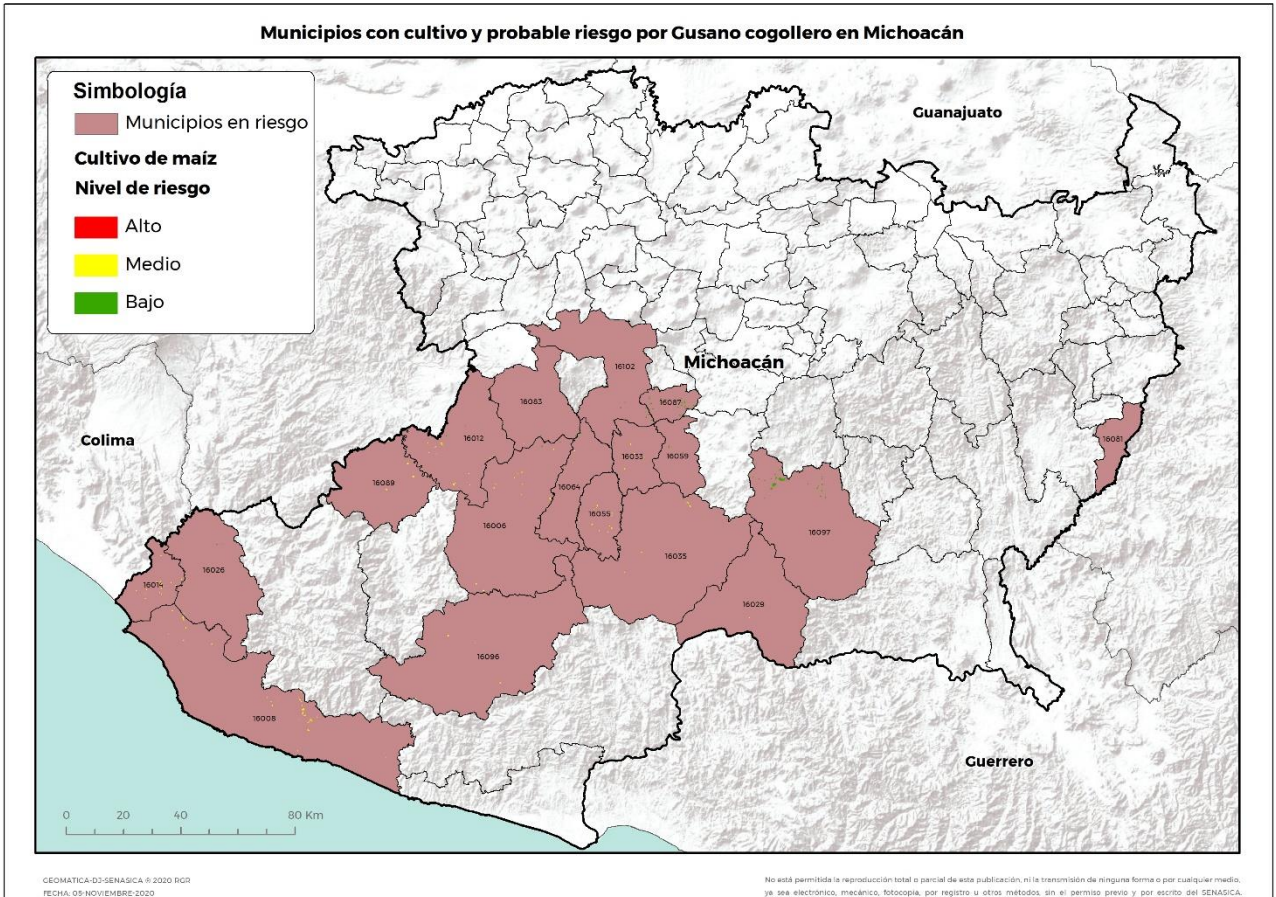 Municipios con cultivo y probable riesgo por Gusano cogollero en Michoacán
Simbología
Municipios en riesgo
Cultivo de maíz
Nivel de riesgo
Alto
Medio
Bajo
Guanajuato
Michoacán
Colima
Guerrero
16102
16083
16087
16012
16033
16059
16081
16089
16064
16055
16006
16097
16035
16026
16014
16029
16096
16008
0 20 40 80 Km
GEOMATICA-DJ-SENASICA ® 2020 RGR
FECHA: 05-NOVIEMBRE-2020
No está permitida la reproducción total o parcial de esta publicación, ni la transmisión de ninguna forma o por cualquier medio,
ya sea electrónico, mecánico, fotocopia, por registro u otros métodos, sin el permiso previo y por escrito del SENASICA.